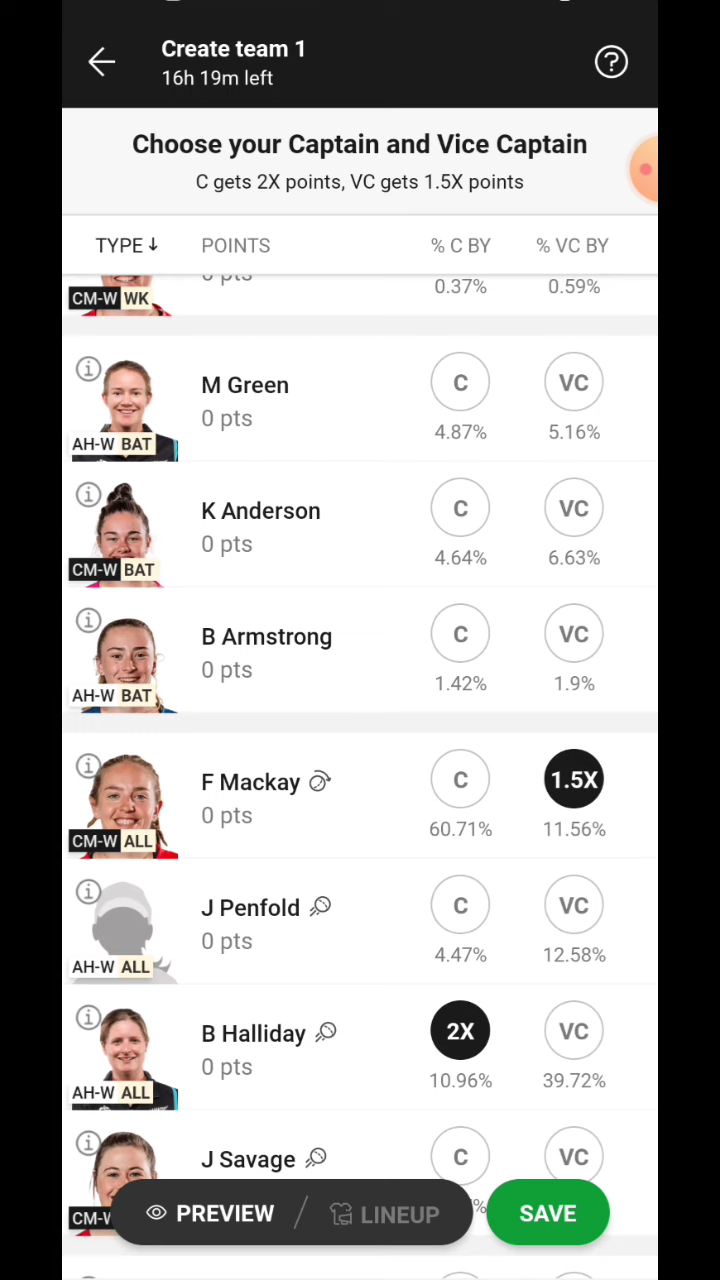 Create team 1
16h 19m left
Choose your Captain and Vice Captain
C gets 2X points, VC gets 1.5X points
TYPE↓ POINTS % C BY % VC BY
0 pts
CM-W WK 0.37% 0.59%
M Green C VC
0 pts
AH-W BAT 4.87% 5.16%
K Anderson C VC
0 pts
CM-W BAT 4.64% 6.63%
B Armstrong C VC
0 pts
AH-W BAT 1.42% 1.9%
F Mackay C 1.5X
0 pts
CM-W ALL 60.71% 11.56%
J Penfold C VC
0 pts
AH-W ALL 4.47% 12.58%
B Halliday 2X VC
0 pts
AH-W ALL 10.96% 39.72%
J Savage C VC
PREVIEW / LINEUP SAVE